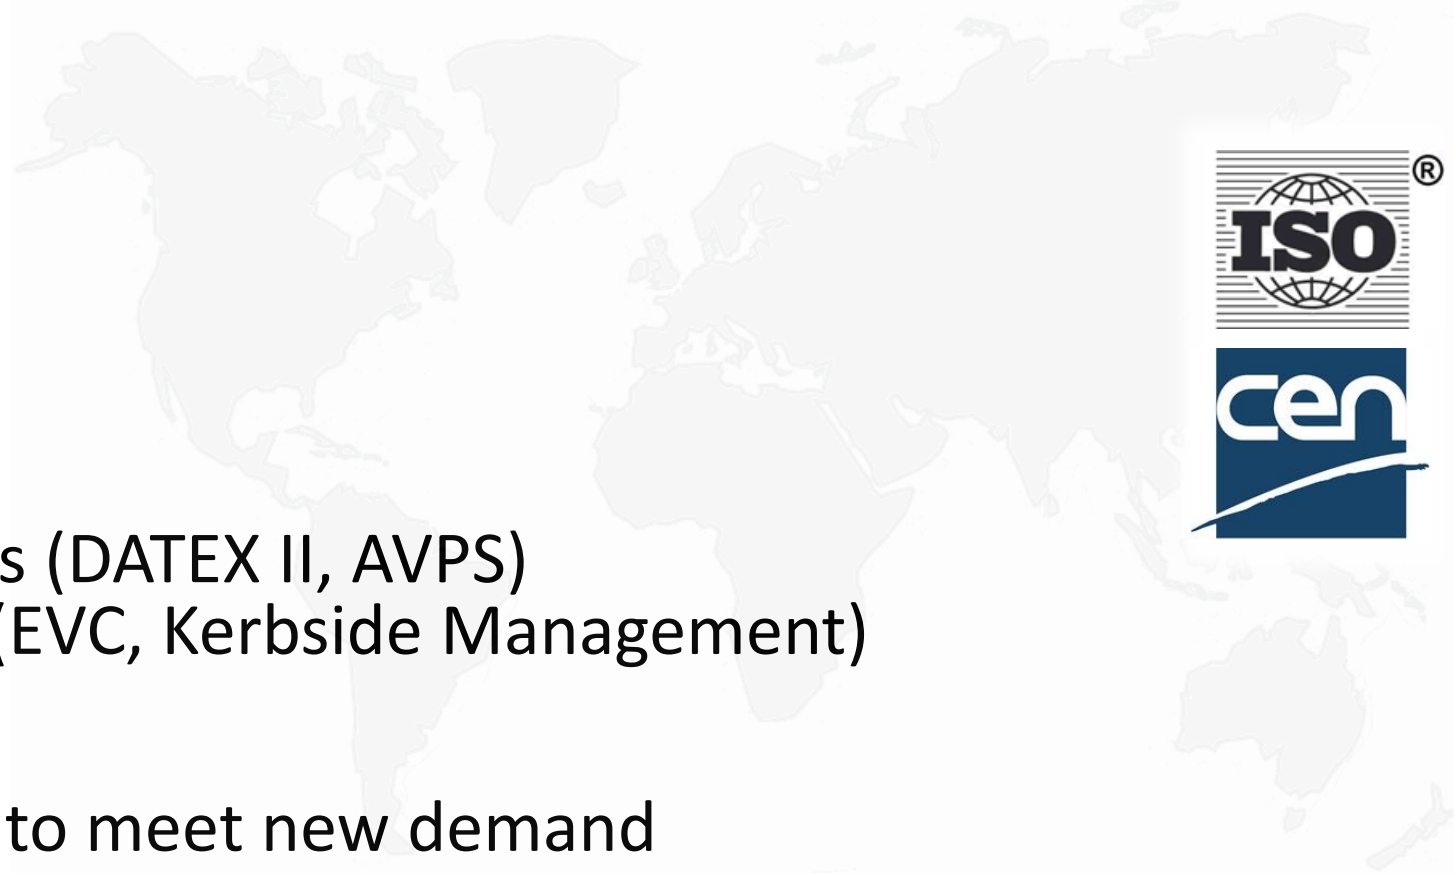 ISO ®
cen
s (DATEX II, AVPS)
(EVC, Kerbside Management)
to meet new demand